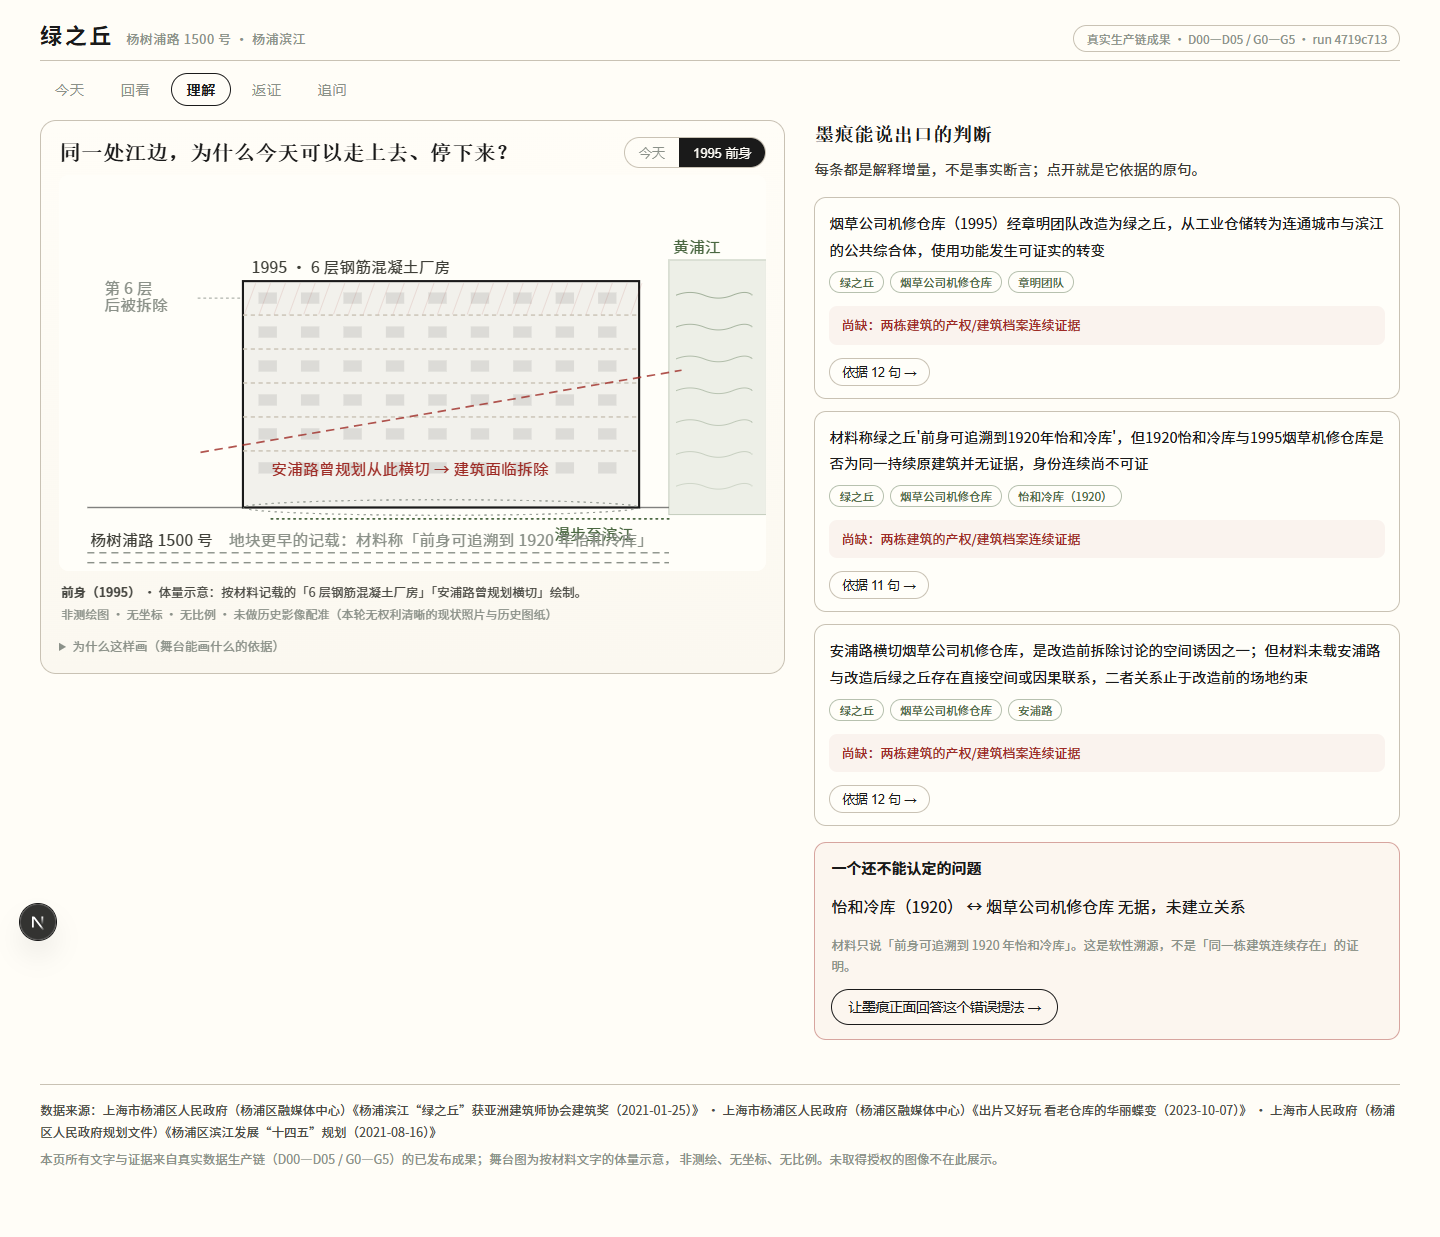 绿之丘 杨树浦路 1500 号 · 杨浦滨江
真实生产链成果 · D00—D05 / G0—G5 · run 4719c713
今天 回看 理解 返证 追问
同一处江边，为什么今天可以走上去、停下来？
今天 1995 前身
黄浦江
1995 · 6 层钢筋混凝土厂房
第 6 层
后被拆除
安浦路曾规划从此横切 → 建筑面临拆除
漫步至滨江
杨树浦路 1500 号 地块更早的记载：材料称「前身可追溯到 1920 年怡和冷库」
前身（1995） · 体量示意：按材料记载的「6 层钢筋混凝土厂房」「安浦路曾规划横切」绘制。
非测绘图 · 无坐标 · 无比例 · 未做历史影像配准（本轮无权利清晰的现状照片与历史图纸）
▶ 为什么这样画（舞台能画什么的依据）
墨痕能说出口的判断
每条都是解释增量，不是事实断言；点开就是它依据的原句。
烟草公司机修仓库（1995）经章明团队改造为绿之丘，从工业仓储转为连通城市与滨江
的公共综合体，使用功能发生可证实的转变
绿之丘 烟草公司机修仓库 章明团队
尚缺：两栋建筑的产权/建筑档案连续证据
依据 12 句 →
材料称绿之丘'前身可追溯到1920年怡和冷库'，但1920怡和冷库与1995烟草机修仓库是
否为同一持续原建筑并无证据，身份连续尚不可证
绿之丘 烟草公司机修仓库 怡和冷库（1920）
尚缺：两栋建筑的产权/建筑档案连续证据
依据 11 句 →
安浦路横切烟草公司机修仓库，是改造前拆除讨论的空间诱因之一；但材料未载安浦路
与改造后绿之丘存在直接空间或因果联系，二者关系止于改造前的场地约束
绿之丘 烟草公司机修仓库 安浦路
尚缺：两栋建筑的产权/建筑档案连续证据
依据 12 句 →
一个还不能认定的问题
怡和冷库（1920） ↔ 烟草公司机修仓库 无据，未建立关系
材料只说「前身可追溯到 1920 年怡和冷库」。这是软性溯源，不是「同一栋建筑连续存在」的证
明。
让墨痕正面回答这个错误提法 →
N
数据来源：上海市杨浦区人民政府（杨浦区融媒体中心）《杨浦滨江“绿之丘”获亚洲建筑师协会建筑奖（2021-01-25）》 · 上海市杨浦区人民政府（杨浦区融媒体中心）《出片又好玩 看老仓库的华丽蝶变（2023-10-07）》 · 上海市人民政府（杨浦
区人民政府规划文件）《杨浦区滨江发展“十四五”规划（2021-08-16）》
本页所有文字与证据来自真实数据生产链（D00—D05 / G0—G5）的已发布成果；舞台图为按材料文字的体量示意， 非测绘、无坐标、无比例。未取得授权的图像不在此展示。